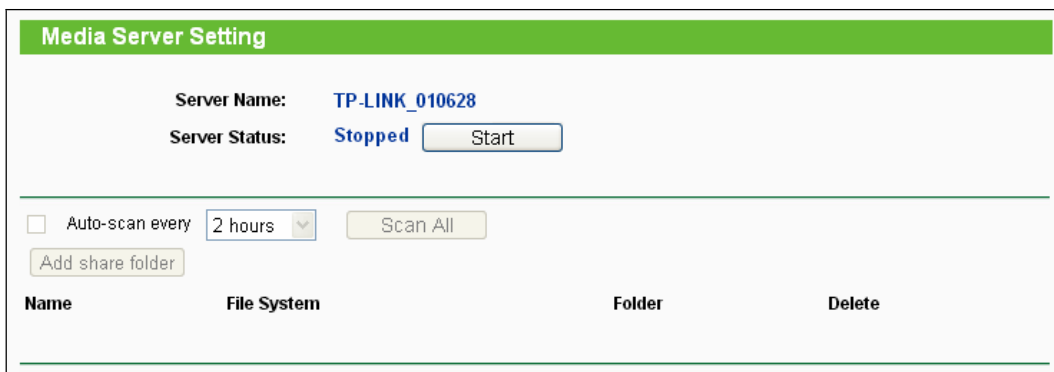 Media Server Setting
Server Name: TP-LINK_010628
Server Status: Stopped Start
Auto-scan every 2 hours Scan All
Add share folder
Name File System Folder Delete